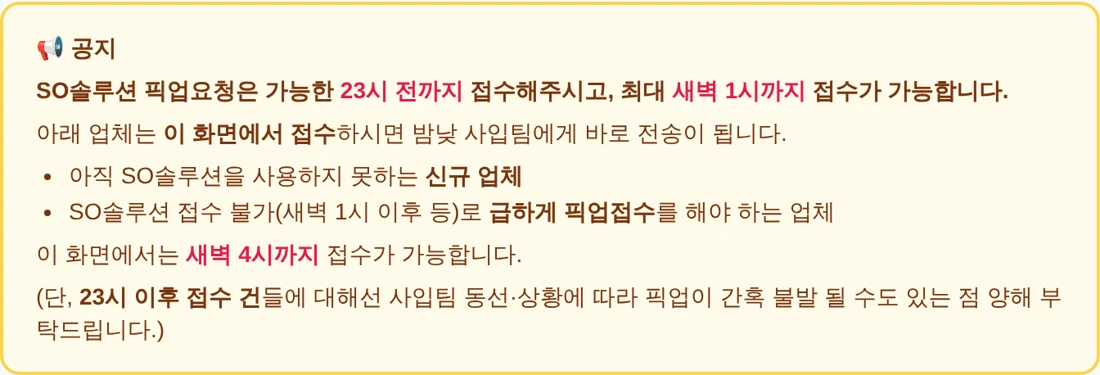 📢 공지
SO솔루션 픽업요청은 가능한 23시 전까지 접수해주시고, 최대 새벽 1시까지 접수가 가능합니다.
아래 업체는 이 화면에서 접수하시면 밤낮 사입팀에게 바로 전송이 됩니다.
• 아직 SO솔루션을 사용하지 못하는 신규 업체
• SO솔루션 접수 불가(새벽 1시 이후 등)로 급하게 픽업접수를 해야 하는 업체
이 화면에서는 새벽 4시까지 접수가 가능합니다.
(단, 23시 이후 접수 건들에 대해선 사입팀 동선·상황에 따라 픽업이 간혹 불발 될 수도 있는 점 양해 부
탁드립니다.)